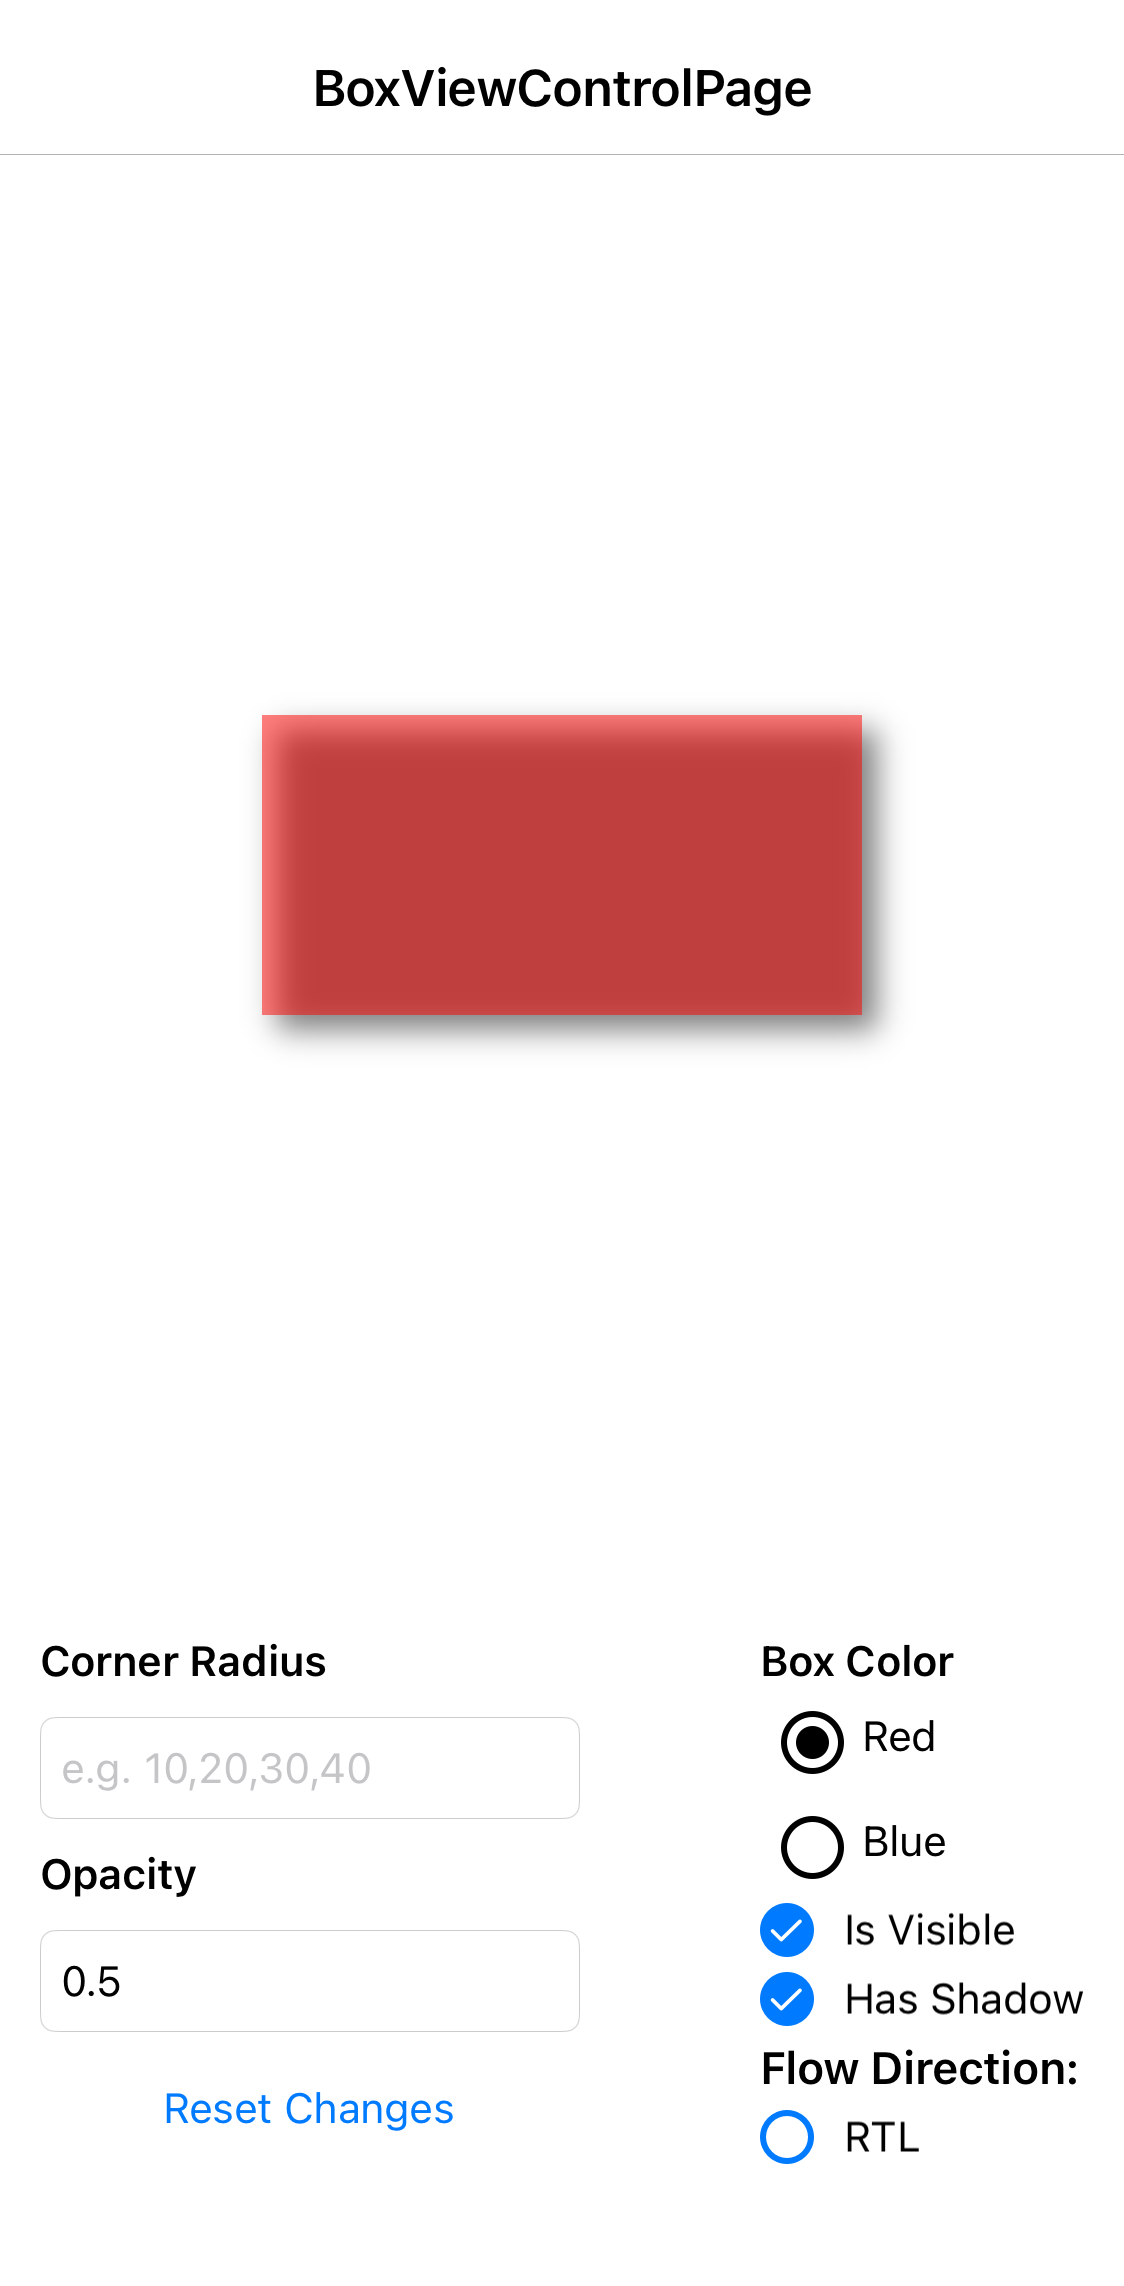 BoxViewControlPage
Corner Radius
e.g. 10,20,30,40
Opacity
0.5
Reset Changes
Box Color
Red
Blue
Is Visible
Has Shadow
Flow Direction:
RTL